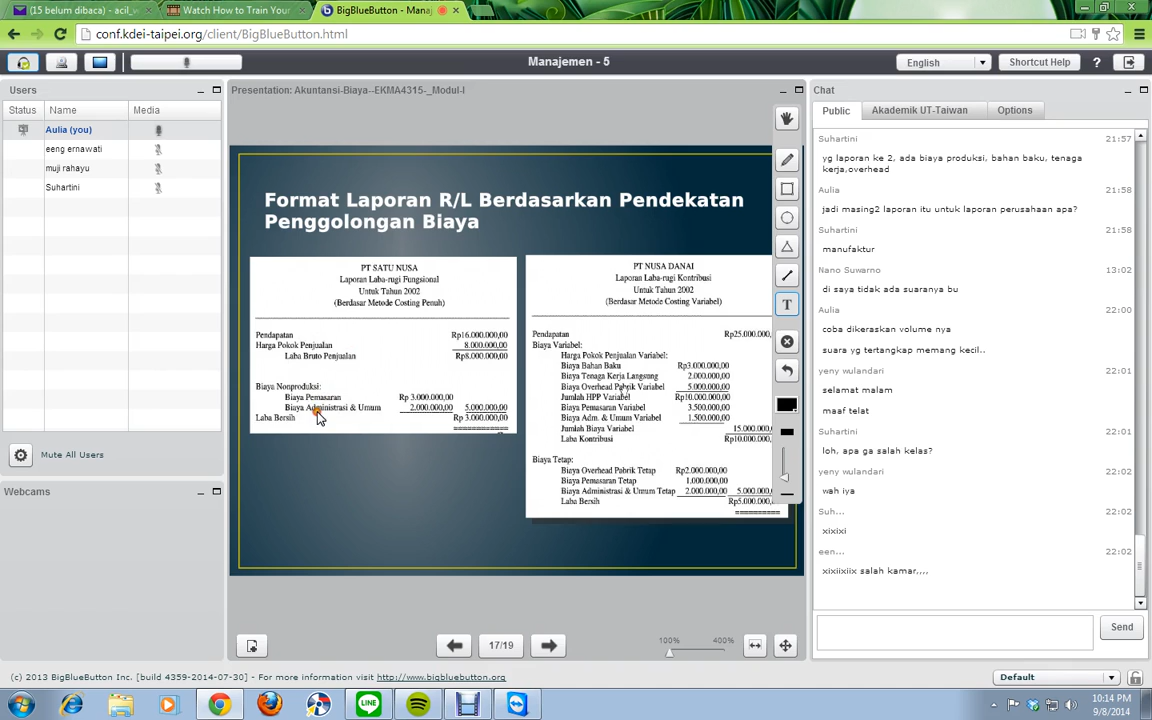 (15 belum dibaca) - acil_v
Watch How to Train Your
BigBlueButton - Manaj
conf.kdei-taipei.org/client/BigBlueButton.html
Manajemen - 5
English
Shortcut Help
?
Users
Status Name Media
Aulia (you)
eeng ernawati
muji rahayu
Suhartini
Mute All Users
Webcams
Presentation: Akuntansi-Biaya--EKMA4315-_Modul-I
Format Laporan R/L Berdasarkan Pendekatan
Penggolongan Biaya
PT SATU NUSA
Laporan Laba-rugi Fungsional
Untuk Tahun 2002
(Berdasar Metode Costing Penuh)
Pendapatan Rp16.000.000,00
Harga Pokok Penjualan 8.000.000,00
Laba Bruto Penjualan Rp8.000.000,00
Biaya Nonproduksi:
Biaya Pemasaran Rp 3.000.000,00
Biaya Administrasi & Umum 2.000.000,00 5.000.000,00
Laba Bersih Rp 3.000.000,00
============
PT NUSA DANAI
Laporan Laba-rugi Kontribusi
Untuk Tahun 2002
(Berdasar Metode Costing Variabel)
Pendapatan Rp25.000.000,
Biaya Variabel:
Harga Pokok Penjualan Variabel:
Biaya Bahan Baku Rp3.000.000,00
Biaya Tenaga Kerja Langsung 2.000.000,00
Biaya Overhead Pabrik Variabel 5.000.000,00
Jumlah HPP Variabel Rp10.000.000,00
Biaya Pemasaran Variabel 3.500.000,00
Biaya Adm. & Umum Variabel 1.500.000,00
Jumlah Biaya Variabel 15.000.000,
Laba Kontribusi Rp10.000.000,
Biaya Tetap:
Biaya Overhead Pabrik Tetap Rp2.000.000,00
Biaya Pemasaran Tetap 1.000.000,00
Biaya Administrasi & Umum Tetap 2.000.000,00 5.000.000,
Laba Bersih Rp5.000.000,00
==========
T
17/19
100% 400%
Chat
Public Akademik UT-Taiwan Options
Suhartini 21:57
yg laporan ke 2, ada biaya produksi, bahan baku, tenaga
kerja,overhead
Aulia 21:58
jadi masing2 laporan itu untuk laporan perusahaan apa?
Suhartini 21:58
manufaktur
Nano Suwarno 13:02
di saya tidak ada suaranya bu
Aulia 22:00
coba dikeraskan volume nya
suara yg tertangkap memang kecil..
yeny wulandari 22:01
selamat malam
maaf telat
Suhartini 22:01
loh, apa ga salah kelas?
yeny wulandari 22:02
wah iya
Suh... 22:02
xixixi
een... 22:02
xixiixiix salah kamar,,,,
Send
(c) 2013 BigBlueButton Inc. [build 4359-2014-07-30] - For more information visit http://www.bigbluebutton.org
Default
LINE
10:14 PM
9/8/2014